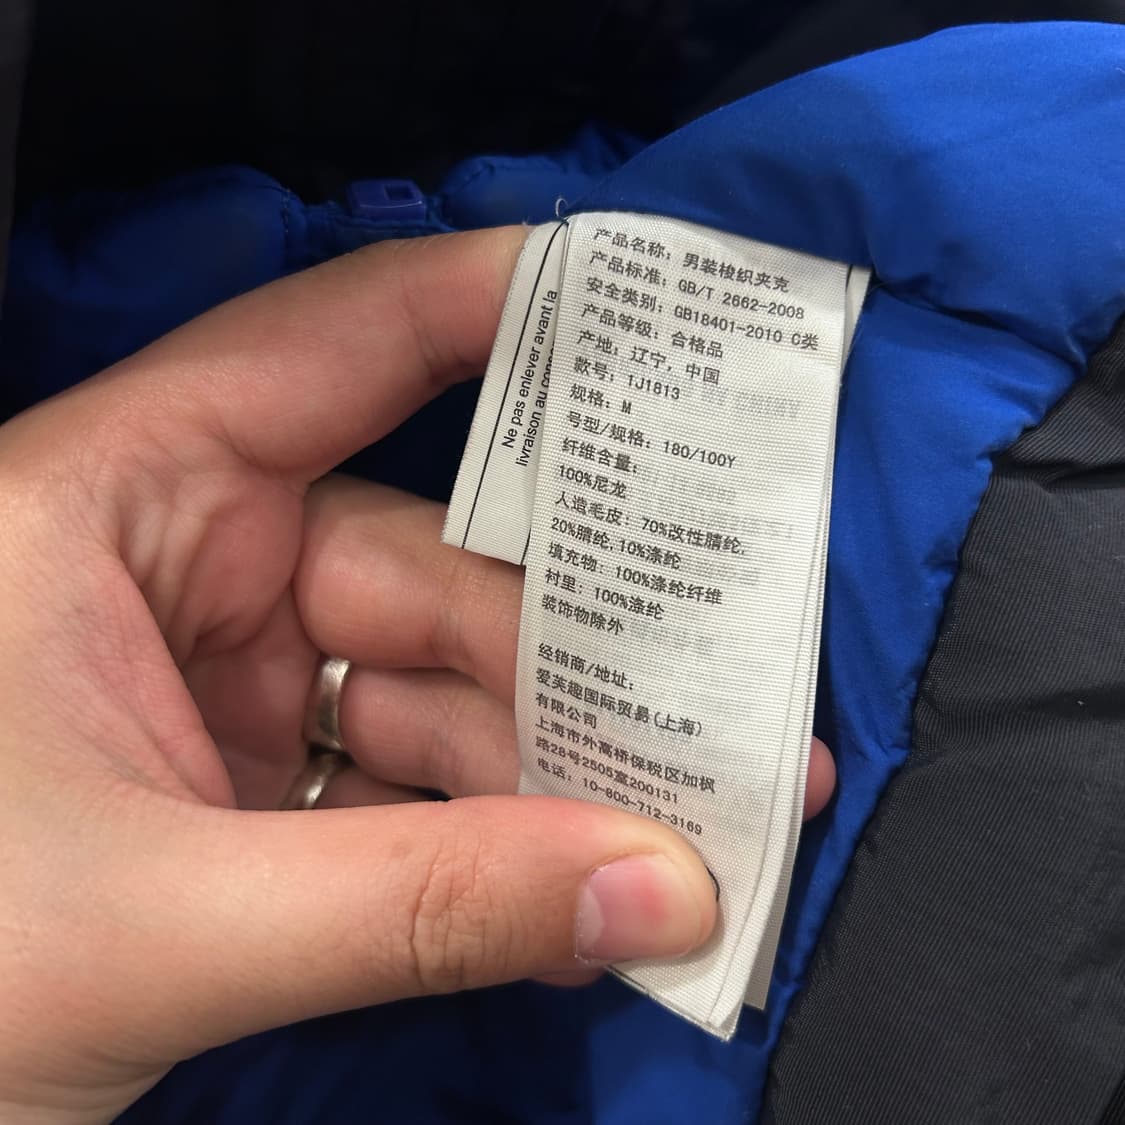 Ne pas enlever avant la
livraison au
产品名称：男装梭织夹克
产品标准：GB/T 2662-2008
安全类别：GB18401-2010 C类
产品等级：合格品
产地：辽宁，中国
款号：1J1813
规格：M
号型/规格：180/100Y
纤维含量：
100%尼龙
人造毛皮：70%改性腈纶,
20%腈纶,10%涤纶
填充物：100%涤纶纤维
衬里：100%涤纶
装饰物除外
经销商/地址：
爱芙趣国际贸易(上海)
有限公司
上海市外高桥保税区加枫
路28号2505室200131
电话：10-800-712-3169